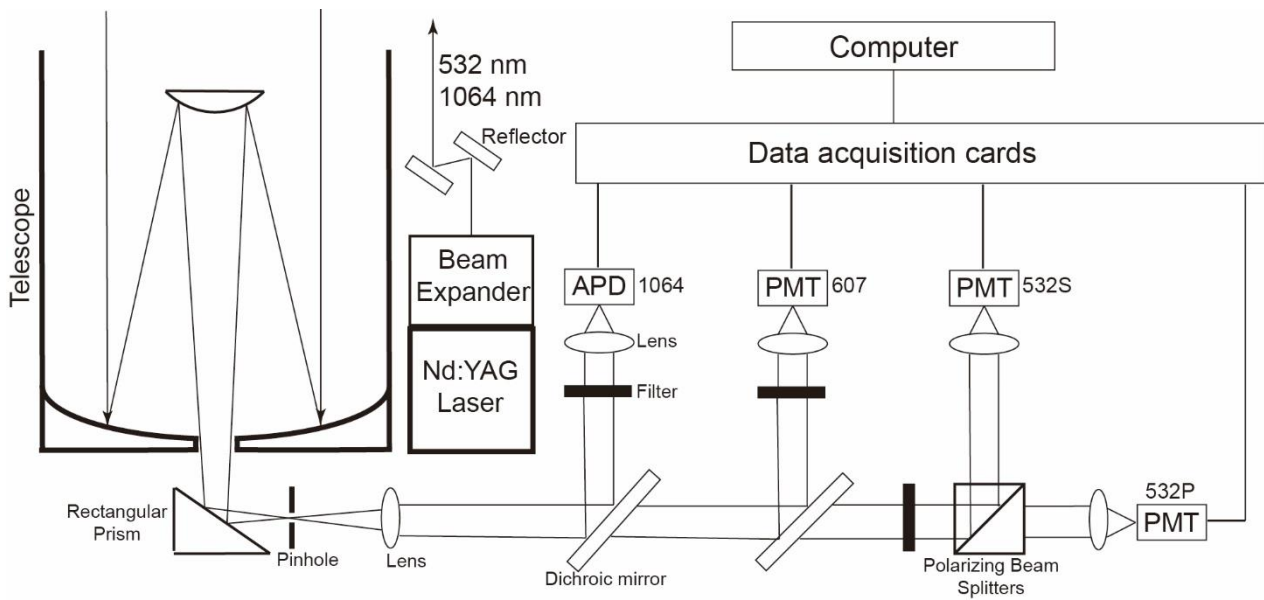 Computer
532 nm
1064 nm
Reflector
Data acquisition cards
Telescope
Beam
Expander
APD
1064
PMT
607
PMT
532S
Lens
Nd:YAG
Laser
Filter
532P
PMT
Rectangular
Prism
Pinhole
Lens
Dichroic mirror
Polarizing Beam
Splitters